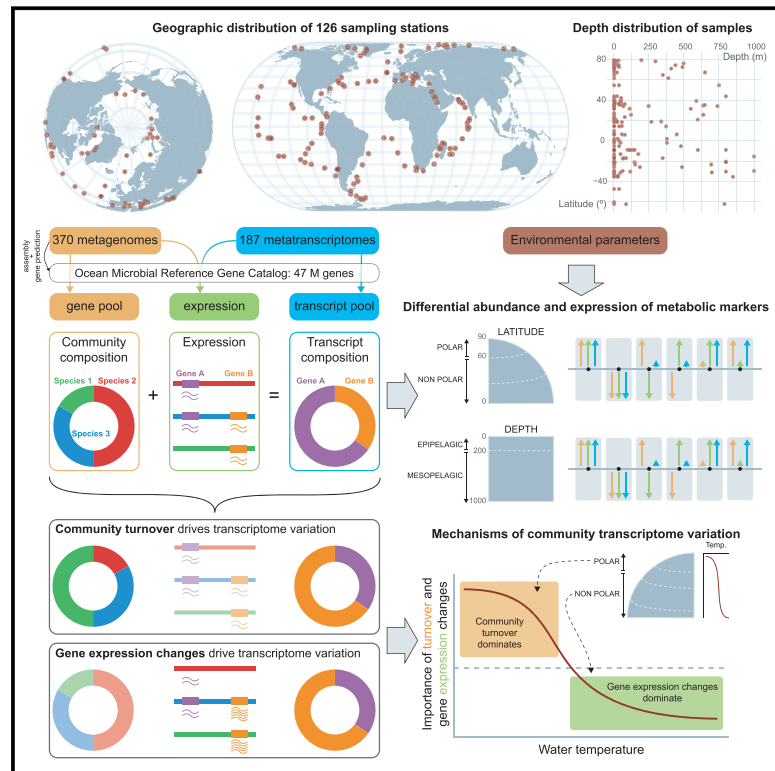 Geographic distribution of 126 sampling stations
Depth distribution of samples
0 250 500 750 1000
Depth (m)
80
40
0
−40
Latitude (º)
370 metagenomes
187 metatranscriptomes
Environmental parameters
assembly
+
gene prediction
Ocean Microbial Reference Gene Catalog: 47 M genes
gene pool
expression
transcript pool
Community
composition
Expression
Transcript
composition
Species 1
Species 2
Species 3
Gene A
Gene B
Gene A
Gene B
+
=
Differential abundance and expression of metabolic markers
LATITUDE
POLAR
NON POLAR
90
60
0
DEPTH
EPIPELAGIC
MESOPELAGIC
0
200
1000
Community turnover drives transcriptome variation
Gene expression changes drive transcriptome variation
Mechanisms of community transcriptome variation
POLAR
NON POLAR
Temp.
Importance of turnover and
gene expression changes
Community
turnover
dominates
Gene expression changes
dominate
Water temperature